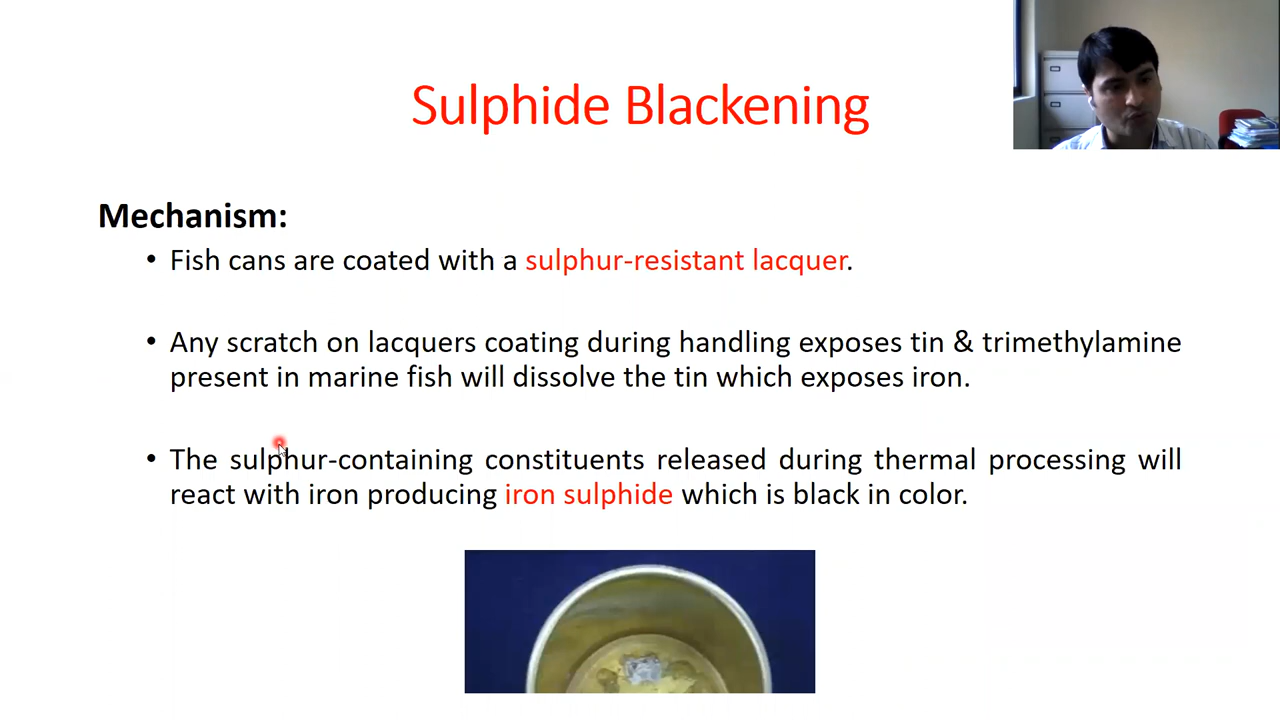 Sulphide Blackening
Mechanism:
• Fish cans are coated with a sulphur-resistant lacquer.
• Any scratch on lacquers coating during handling exposes tin & trimethylamine
present in marine fish will dissolve the tin which exposes iron.
• The sulphur-containing constituents released during thermal processing will
react with iron producing iron sulphide which is black in color.